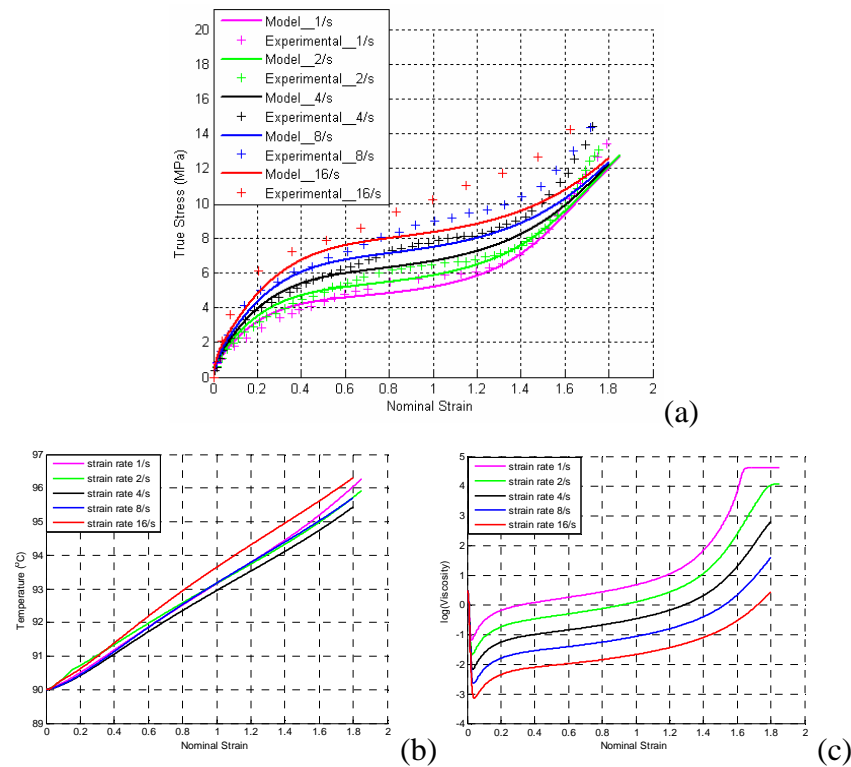 20
18
16
14
12
10
8
6
4
2
0
True Stress (MPa)
Model__1/s
Experimental__1/s
Model__2/s
Experimental__2/s
Model__4/s
Experimental__4/s
Model__8/s
Experimental__8/s
Model__16/s
Experimental__16/s
0 0.2 0.4 0.6 0.8 1 1.2 1.4 1.6 1.8 2
Nominal Strain
(a)
97
96
95
94
93
92
91
90
89
Temperature (°C)
strain rate 1/s
strain rate 2/s
strain rate 4/s
strain rate 8/s
strain rate 16/s
0 0.2 0.4 0.6 0.8 1 1.2 1.4 1.6 1.8 2
Nominal Strain
(b)
5
4
3
2
1
0
-1
-2
-3
-4
log(Viscosity)
strain rate 1/s
strain rate 2/s
strain rate 4/s
strain rate 8/s
strain rate 16/s
0 0.2 0.4 0.6 0.8 1 1.2 1.4 1.6 1.8 2
Nominal Strain
(c)